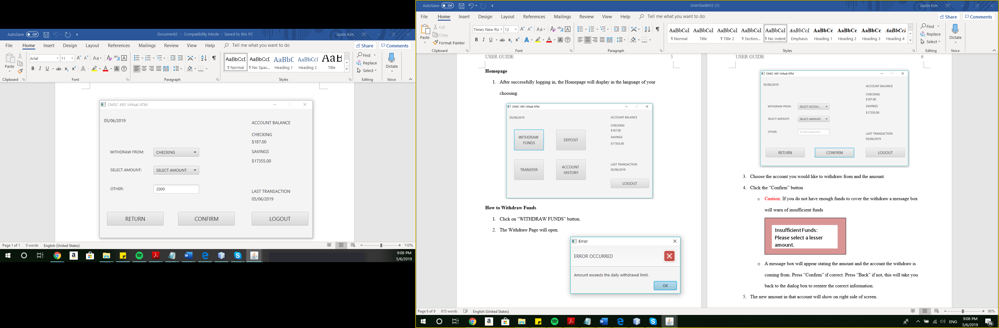 AutoSave Off
Document2 - Compatibility Mode - Saved to this PC
Justin Kim
File Home Insert Design Layout References Mailings Review View Help Tell me what you want to do
Share Comments
Paste
Arial 11
Find
Replace
Select
Dictate
AaBbCcD AaBbCcD AaBbC AaBbCcI AaB
¶ Normal ¶ No Spac... Heading 1 Heading 2 Title
Clipboard Font Paragraph Styles Editing Voice
CMSC 495 Virtual ATM
05/06/2019
ACCOUNT BALANCE
CHECKING
$187.00
WITHDRAW FROM: CHECKING
SAVINGS
$17355.00
SELECT AMOUNT: SELECT AMOUNT
OTHER: 2000
LAST TRANSACTION
05/06/2019
RETURN CONFIRM LOGOUT
Page 1 of 1 0 words English (United States)
110%
9:08 PM
5/6/2019
AutoSave Off
UserGuideV2 (1)
Justin Kim
File Home Insert Design Layout References Mailings Review View Help Tell me what you want to do
Share Comments
Paste
Cut
Copy
Format Painter
Times New Ro 12
AaBbCcI AaBbCcI AaBbCcI AaBbCcI AaBbCcI AaBbCcI AaBbCc AaBbCc AaBbCc AaBbCcI
¶ Normal Title ¶ Title 2 ¶ Section... ¶ No Indent Emphasis Heading 1 Heading 2 Heading 3 Heading 4
Find
Replace
Select
Dictate
Clipboard Font Paragraph Styles Editing Voice
USER GUIDE 5
Homepage
1. After successfully logging in, the Homepage will display in the language of your
choosing.
CMSC 495 Virtual ATM
05/06/2019
ACCOUNT BALANCE
CHECKING
$187.00
SAVINGS
$17355.00
WITHDRAW
FUNDS
DEPOSIT
TRANSFER
ACCOUNT
HISTORY
LAST TRANSACTION
05/06/2019
LOGOUT
How to Withdraw Funds
1. Click on “WITHDRAW FUNDS” button.
2. The Withdraw Page will open.
Error
ERROR OCCURRED
Amount exceeds the daily withdrawal limit.
OK
USER GUIDE 6
CMSC 495 Virtual ATM
05/06/2019
ACCOUNT BALANCE
CHECKING
$187.00
WITHDRAW FROM: SELECT ACCOU...
SAVINGS
$17355.00
SELECT AMOUNT: SELECT AMOUNT
OTHER: ENTER AMOUNT:
LAST TRANSACTION
05/06/2019
RETURN CONFIRM LOGOUT
3. Choose the account you would like to withdraw from and the amount.
4. Click the “Confirm” button
o Caution: If you do not have enough funds to cover the withdraw a message box
will warn of insufficient funds
Insufficient Funds:
Please select a lesser
amount.
o A message box will appear stating the amount and the account the withdraw is
coming from. Press “Confirm” if correct. Press “Back” if not, this will take you
back to the dialog box to reenter the correct information.
5. The new amount in that account will show on right side of screen.
Page 6 of 9 615 words English (United States)
90%
ENG
9:08 PM
5/6/2019
16